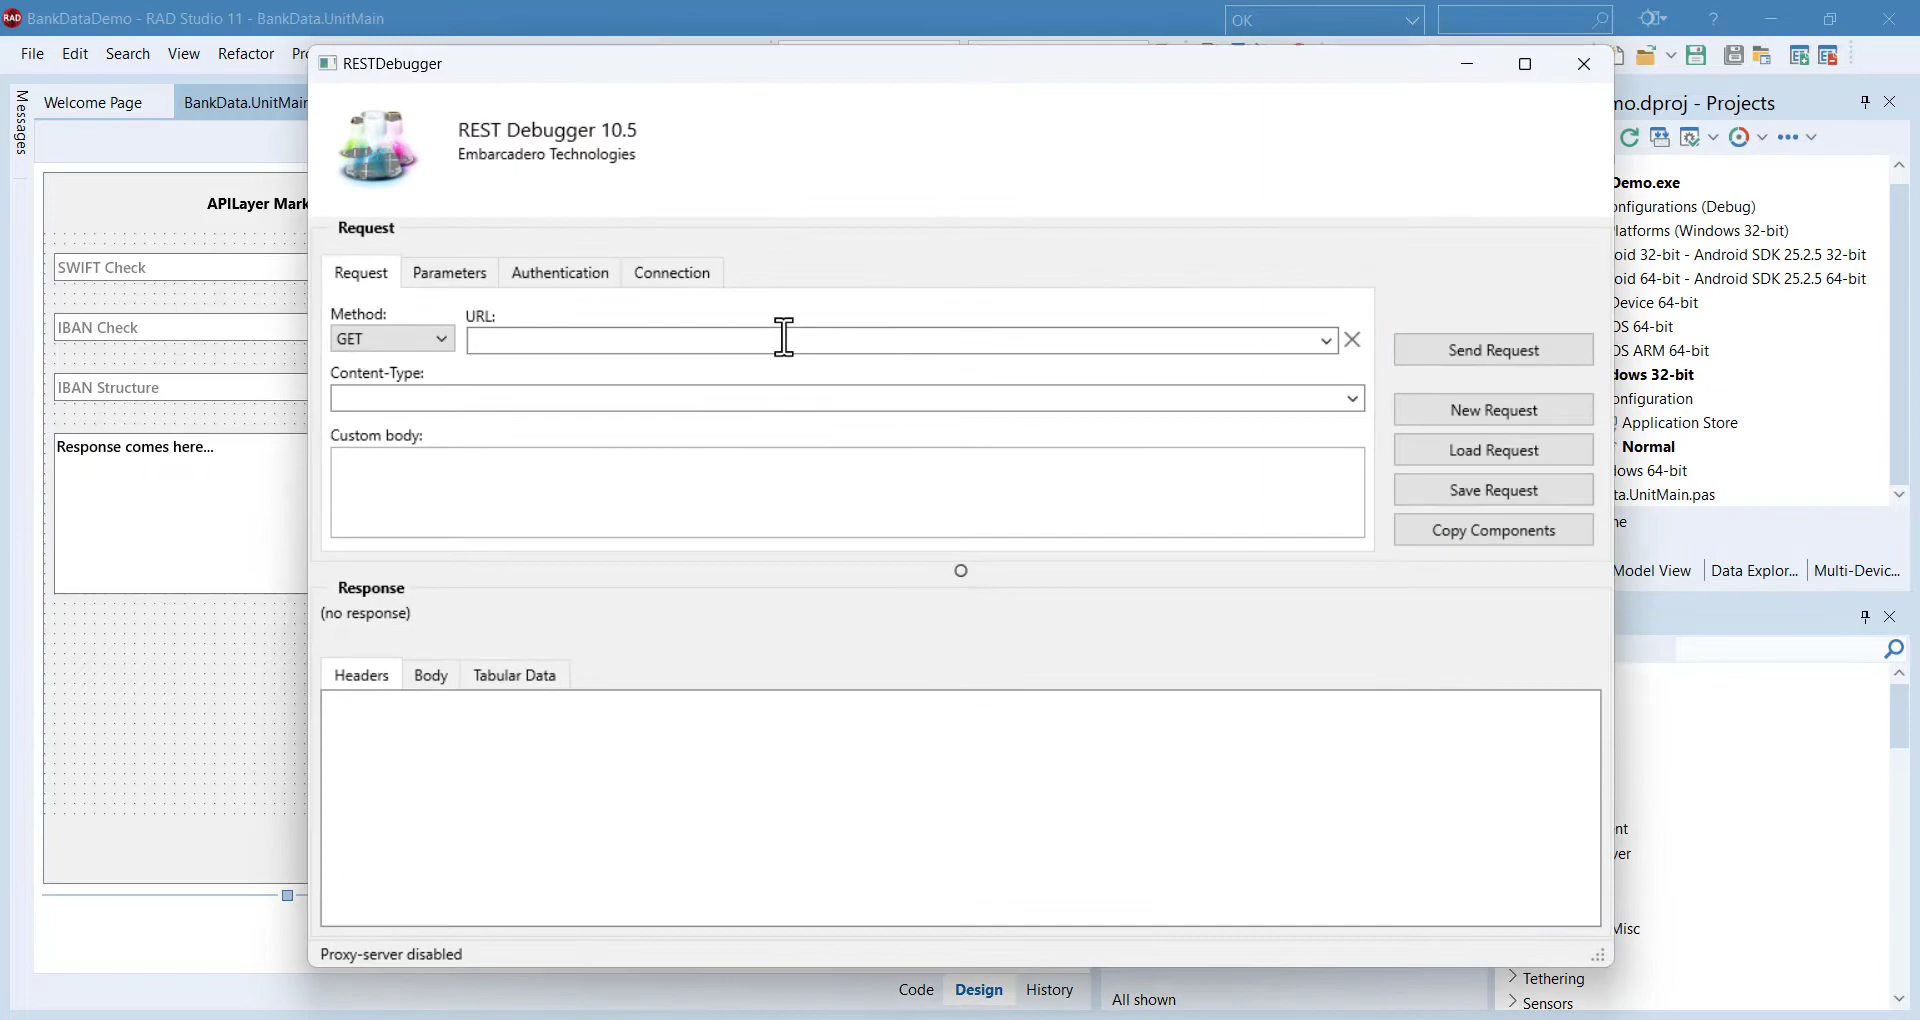 RAD BankDataDemo - RAD Studio 11 - BankData.UnitMain
OK
?
File Edit Search View Refactor Pr
RESTDebugger
Messages
Welcome Page
BankData.UnitMain
mo.dproj - Projects
REST Debugger 10.5
Embarcadero Technologies
APILayer Mark
SWIFT Check
IBAN Check
IBAN Structure
Response comes here...
Request
Request Parameters Authentication Connection
Method: URL:
GET
Content-Type:
Custom body:
Send Request
New Request
Load Request
Save Request
Copy Components
Response
(no response)
Headers Body Tabular Data
Proxy-server disabled
Demo.exe
onfigurations (Debug)
latforms (Windows 32-bit)
oid 32-bit - Android SDK 25.2.5 32-bit
oid 64-bit - Android SDK 25.2.5 64-bit
Device 64-bit
OS 64-bit
OS ARM 64-bit
dows 32-bit
onfiguration
Application Store
Normal
lows 64-bit
ta.UnitMain.pas
ne
Model View Data Explor... Multi-Devic...
nt
ver
Misc
Tethering
Sensors
Code Design History
All shown